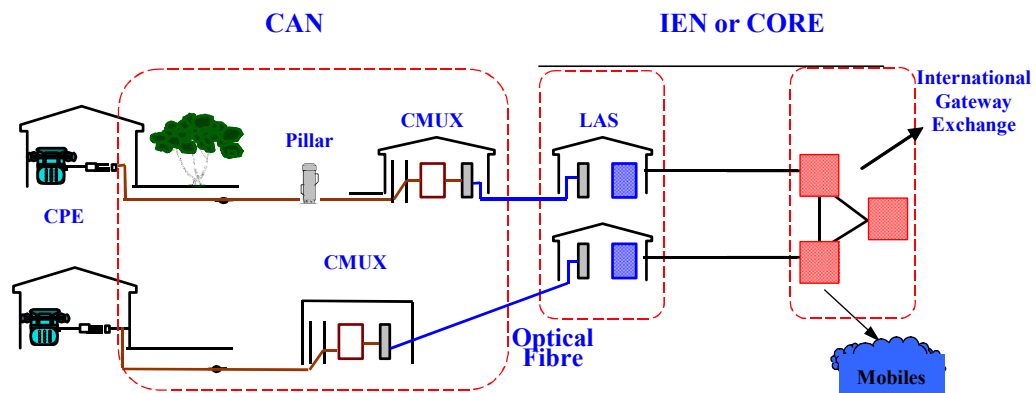 CAN
IEN or CORE
International
Gateway
Exchange
CMUX
LAS
Pillar
CPE
CMUX
Optical
Fibre
Mobiles